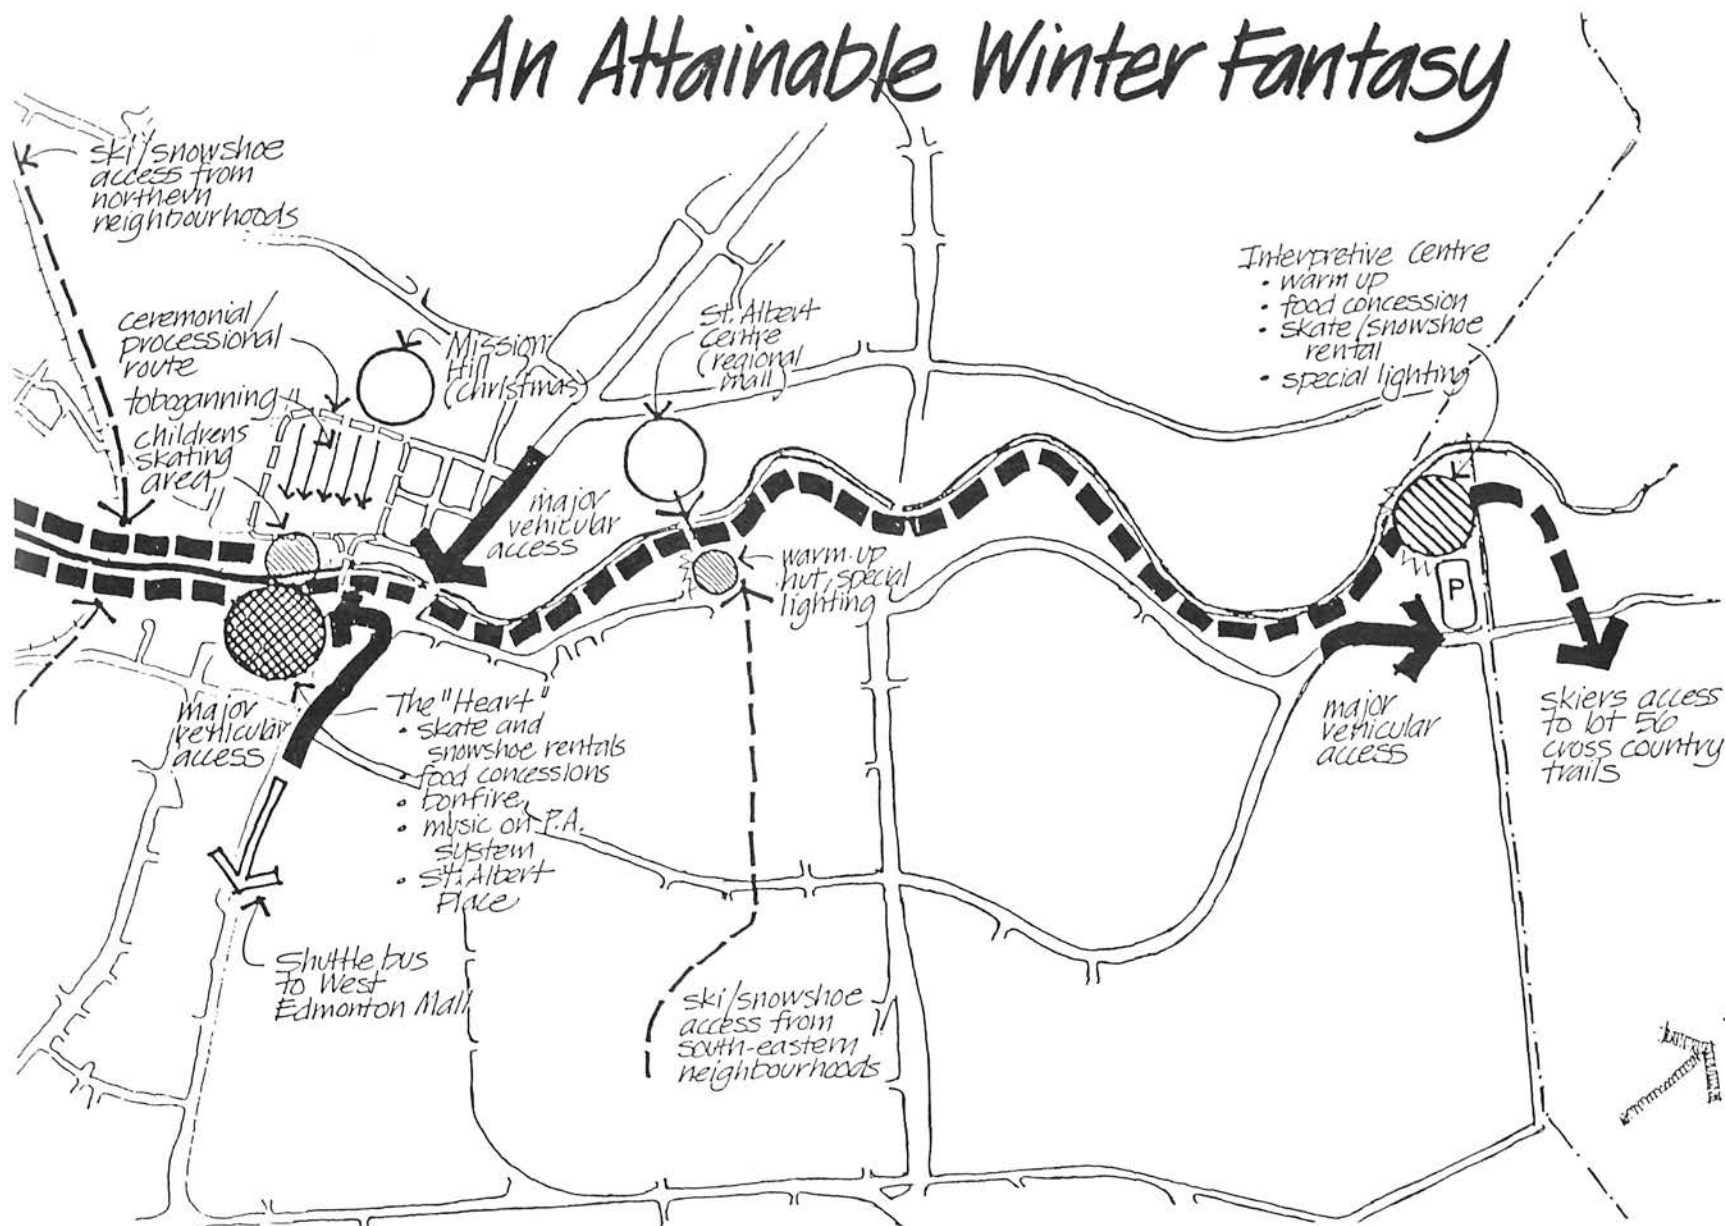 An Attainable Winter Fantasy
ski/snowshoe
access from
northern
neighbourhoods
ceremonial/
processional
route
toboganning
childrens
skating
area
Mission
Hill
(christmas)
St. Albert
Centre
(regional
mall)
Interpretive Centre
• warm up
• food concession
• skate/snowshoe
rental
• special lighting
major
vehicular
access
warm-up
hut, special
lighting
P
major
vehicular
access
The "Heart"
• skate and
snowshoe rentals
• food concessions
• bonfire
• music on P.A.
system
• St. Albert
Place
major
vehicular
access
skiers access
to lot 56
cross country
trails
Shuttle bus
to West
Edmonton Mall
ski/snowshoe
access from
south-eastern
neighbourhoods